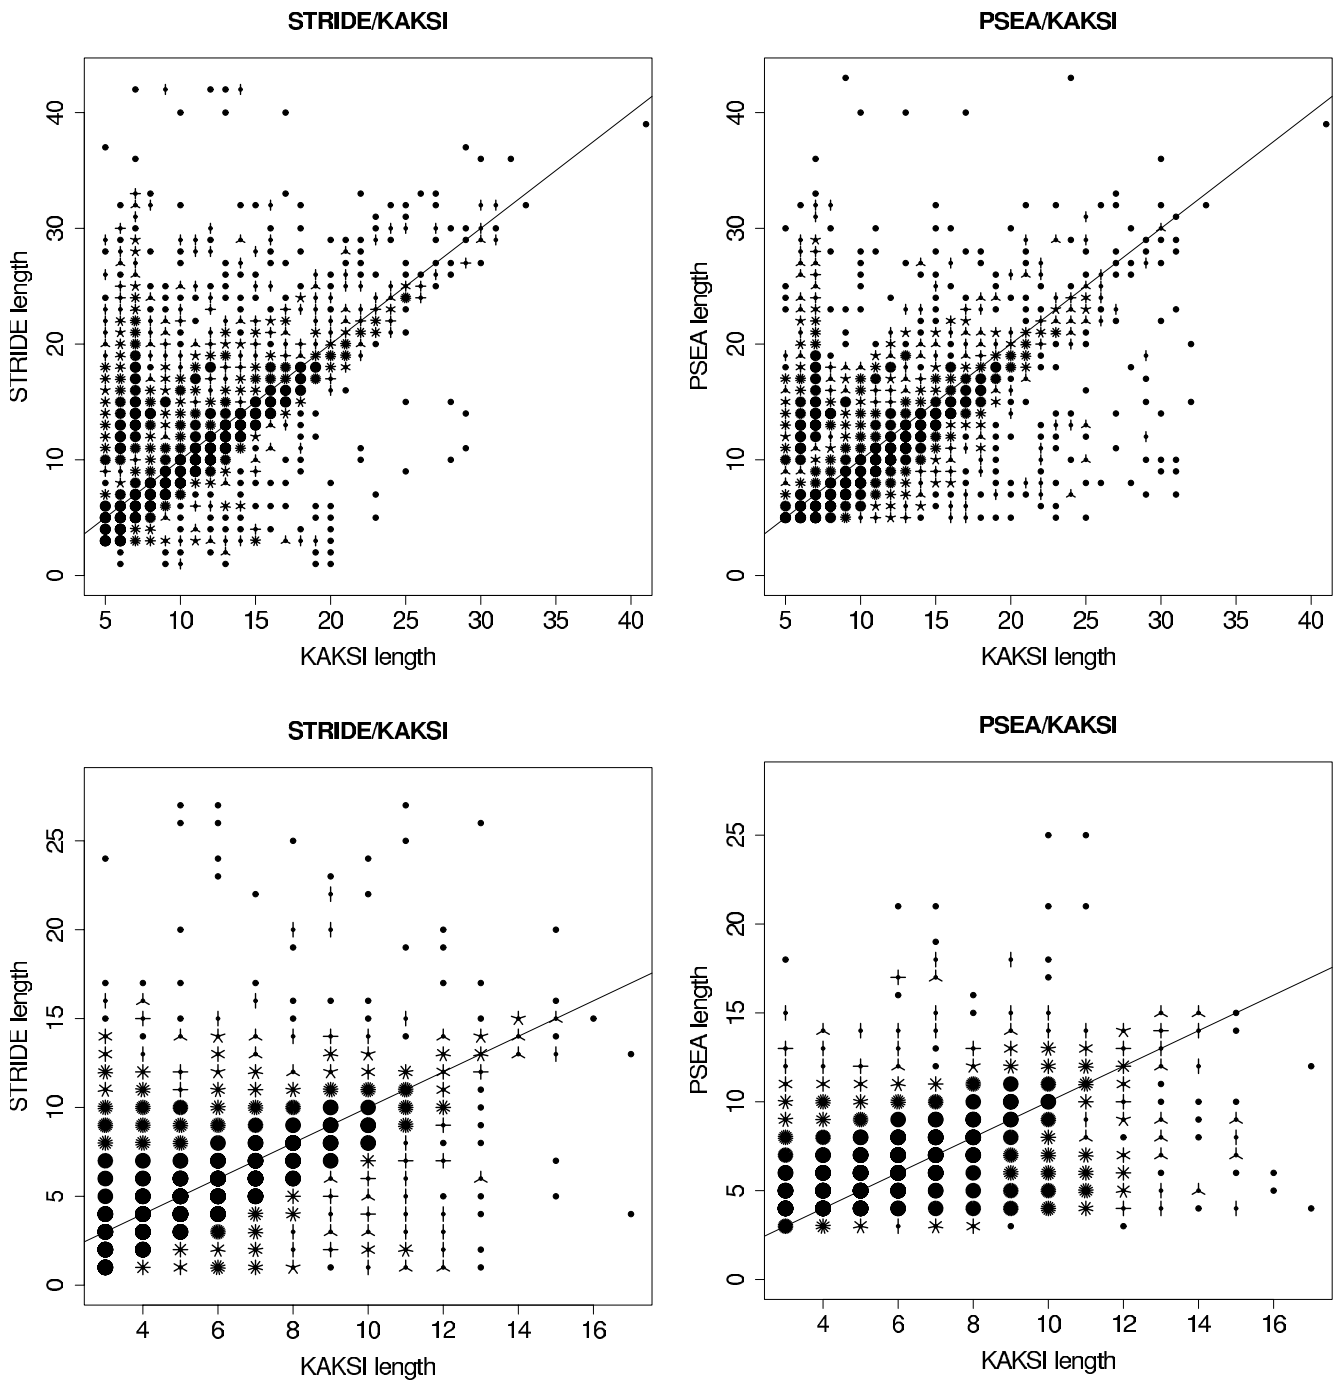 STRIDE/KAKSI
PSEA/KAKSI
STRIDE length
0 10 20 30 40
5 10 15 20 25 30 35 40
KAKSI length
PSEA length
0 10 20 30 40
5 10 15 20 25 30 35 40
KAKSI length
STRIDE/KAKSI
PSEA/KAKSI
STRIDE length
0 5 10 15 20 25
4 6 8 10 12 14 16
KAKSI length
PSEA length
0 5 10 15 20 25
4 6 8 10 12 14 16
KAKSI length